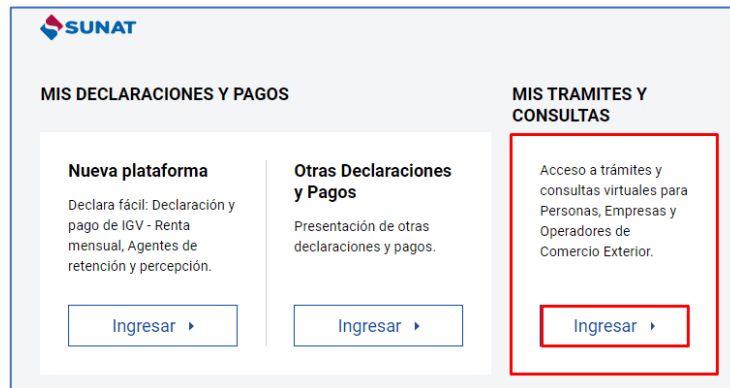 SUNAT
MIS DECLARACIONES Y PAGOS
Nueva plataforma
Declara fácil: Declaración y
pago de IGV - Renta
mensual, Agentes de
retención y percepción.
Ingresar
Otras Declaraciones
y Pagos
Presentación de otras
declaraciones y pagos.
Ingresar
MIS TRAMITES Y
CONSULTAS
Acceso a trámites y
consultas virtuales para
Personas, Empresas y
Operadores de
Comercio Exterior.
Ingresar